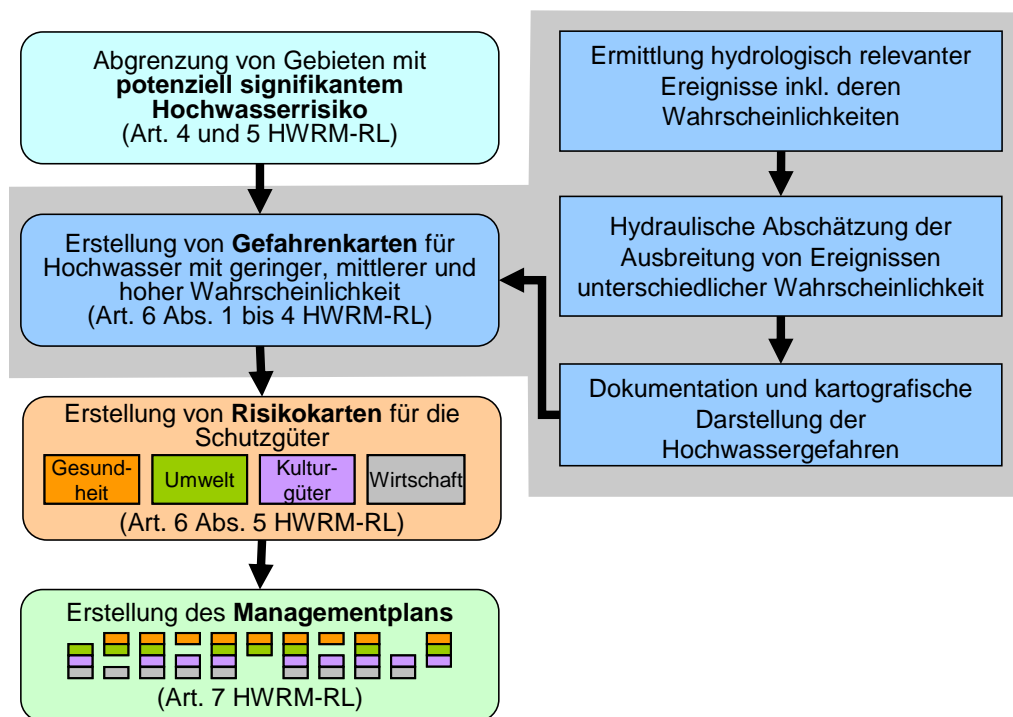 Abgrenzung von Gebieten mit
potenziell signifikantem
Hochwasserrisiko
(Art. 4 und 5 HWRM-RL)
Erstellung von Gefahrenkarten für
Hochwasser mit geringer, mittlerer und
hoher Wahrscheinlichkeit
(Art. 6 Abs. 1 bis 4 HWRM-RL)
Erstellung von Risikokarten für die
Schutzgüter
Gesund-
heit
Umwelt
Kultur-
güter
Wirtschaft
(Art. 6 Abs. 5 HWRM-RL)
Erstellung des Managementplans
(Art. 7 HWRM-RL)
Ermittlung hydrologisch relevanter
Ereignisse inkl. deren
Wahrscheinlichkeiten
Hydraulische Abschätzung der
Ausbreitung von Ereignissen
unterschiedlicher Wahrscheinlichkeit
Dokumentation und kartografische
Darstellung der
Hochwassergefahren